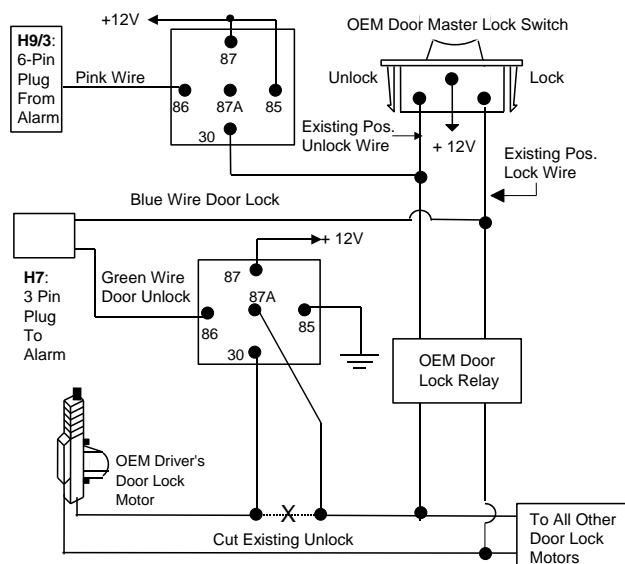 H9/3:
6-Pin
Plug
From
Alarm
+12V
Pink Wire
87
86
87A
85
30
OEM Door Master Lock Switch
Unlock
Lock
Existing Pos.
Unlock Wire
+ 12V
Existing Pos.
Lock Wire
Blue Wire Door Lock
H7:
3 Pin
Plug
To
Alarm
Green Wire
Door Unlock
+ 12V
87
87A
86
85
30
OEM Door
Lock Relay
OEM Driver's
Door Lock
Motor
X
Cut Existing Unlock
To All Other
Door Lock
Motors